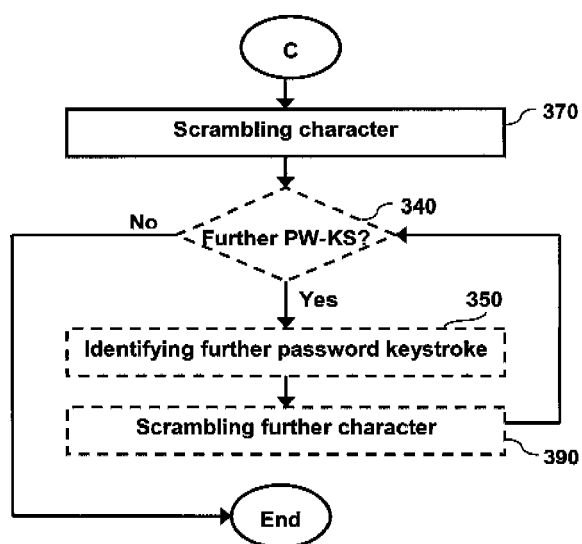 C
Scrambling character
370
340
No
Further PW-KS?
Yes
350
Identifying further password keystroke
Scrambling further character
390
End